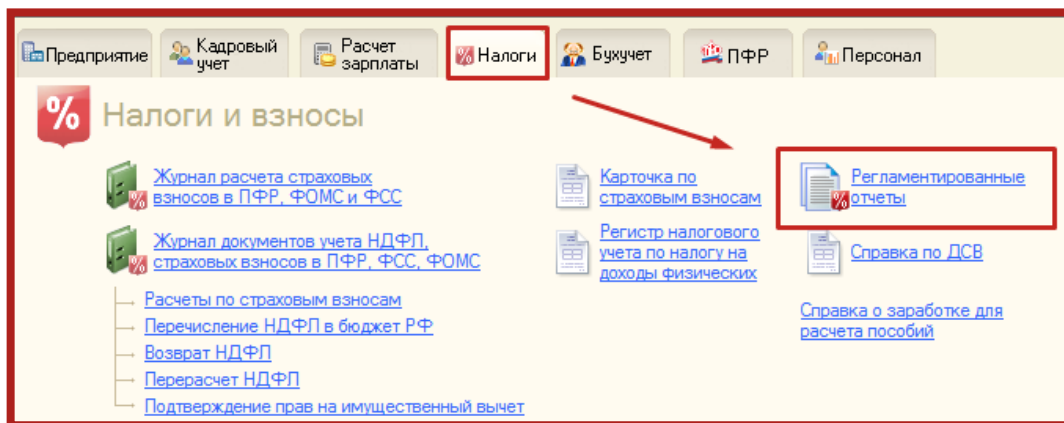 Предприятие
Кадровый
учет
Расчет
зарплаты
Налоги
Бухучет
ПФР
Персонал
Налоги и взносы
Журнал расчета страховых
взносов в ПФР, ФОМС и ФСС
Журнал документов учета НДФЛ,
страховых взносов в ПФР, ФСС, ФОМС
Расчеты по страховым взносам
Перечисление НДФЛ в бюджет РФ
Возврат НДФЛ
Перерасчет НДФЛ
Подтверждение прав на имущественный вычет
Карточка по
страховым взносам
Регистр налогового
учета по налогу на
доходы физических
Регламентированные
отчеты
Справка по ДСВ
Справка о заработке для
расчета пособий